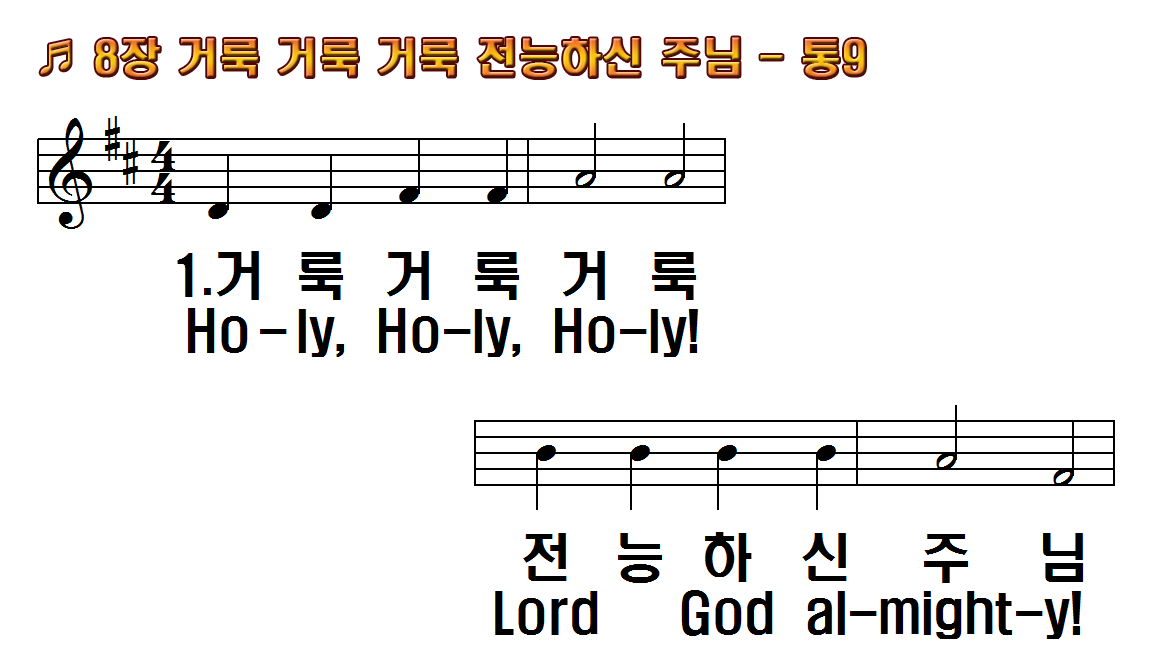 ♬ 8장 거룩 거룩 거룩 전능하신 주님 - 통9
4/4
1.거 룩 거 룩 거 룩
Ho-ly, Ho-ly, Ho-ly!
전 능 하 신 주 님
Lord God al-might-y!